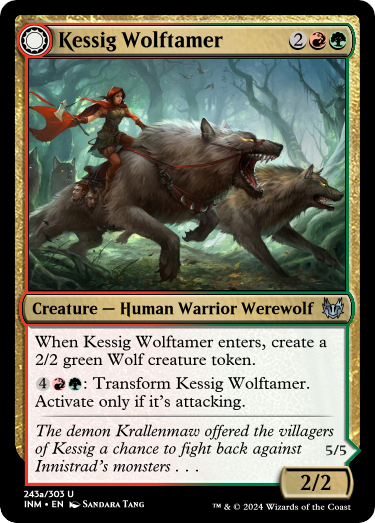 Kessig Wolftamer 2
Creature — Human Warrior Werewolf
When Kessig Wolftamer enters, create a
2/2 green Wolf creature token.
4: Transform Kessig Wolftamer.
Activate only if it's attacking.
The demon Krallenmaw offered the villagers
of Kessig a chance to fight back against
Innistrad's monsters . . .
5/5
2/2
243a/303 U
INM • EN Sandara Tang
™ & © 2024 Wizards of the Coast